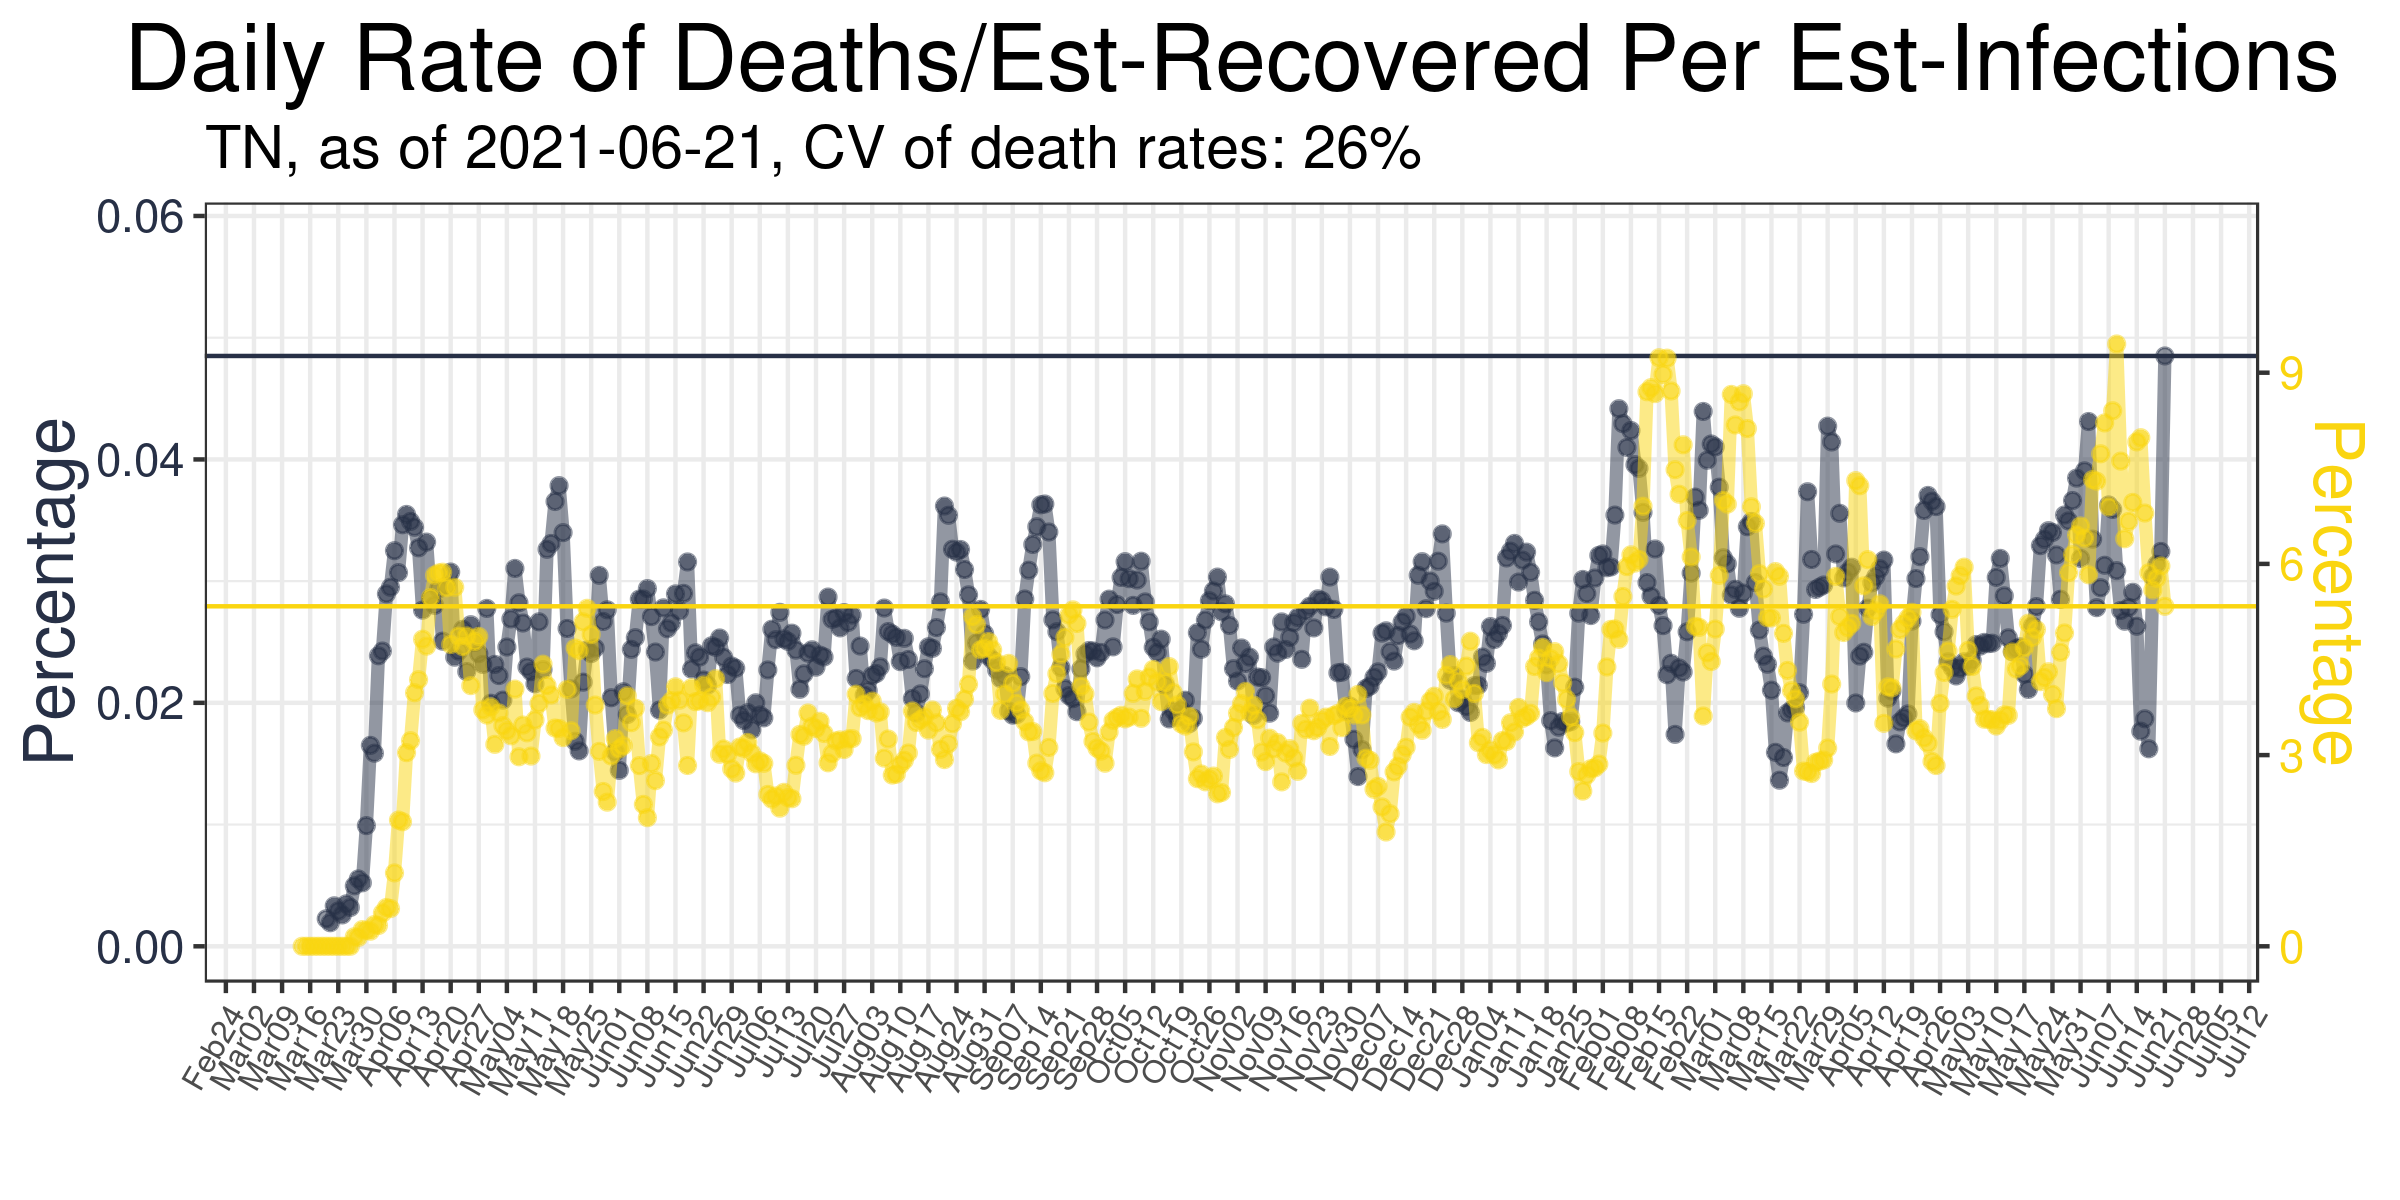 Daily Rate of Deaths/Est-Recovered Per Est-Infections
TN, as of 2021-06-21, CV of death rates: 26%
Percentage
0.06
0.04
0.02
0.00
9
6
3
0
Percentage
Feb24
Mar02
Mar09
Mar16
Mar23
Mar30
Apr06
Apr13
Apr20
Apr27
May04
May11
May18
May25
Jun01
Jun08
Jun15
Jun22
Jun29
Jul06
Jul13
Jul20
Jul27
Aug03
Aug10
Aug17
Aug24
Aug31
Sep07
Sep14
Sep21
Sep28
Oct05
Oct12
Oct19
Oct26
Nov02
Nov09
Nov16
Nov23
Nov30
Dec07
Dec14
Dec21
Dec28
Jan04
Jan11
Jan18
Jan25
Feb01
Feb08
Feb15
Feb22
Mar01
Mar08
Mar15
Mar22
Mar29
Apr05
Apr12
Apr19
Apr26
May03
May10
May17
May24
May31
Jun07
Jun14
Jun21
Jun28
Jul05
Jul12